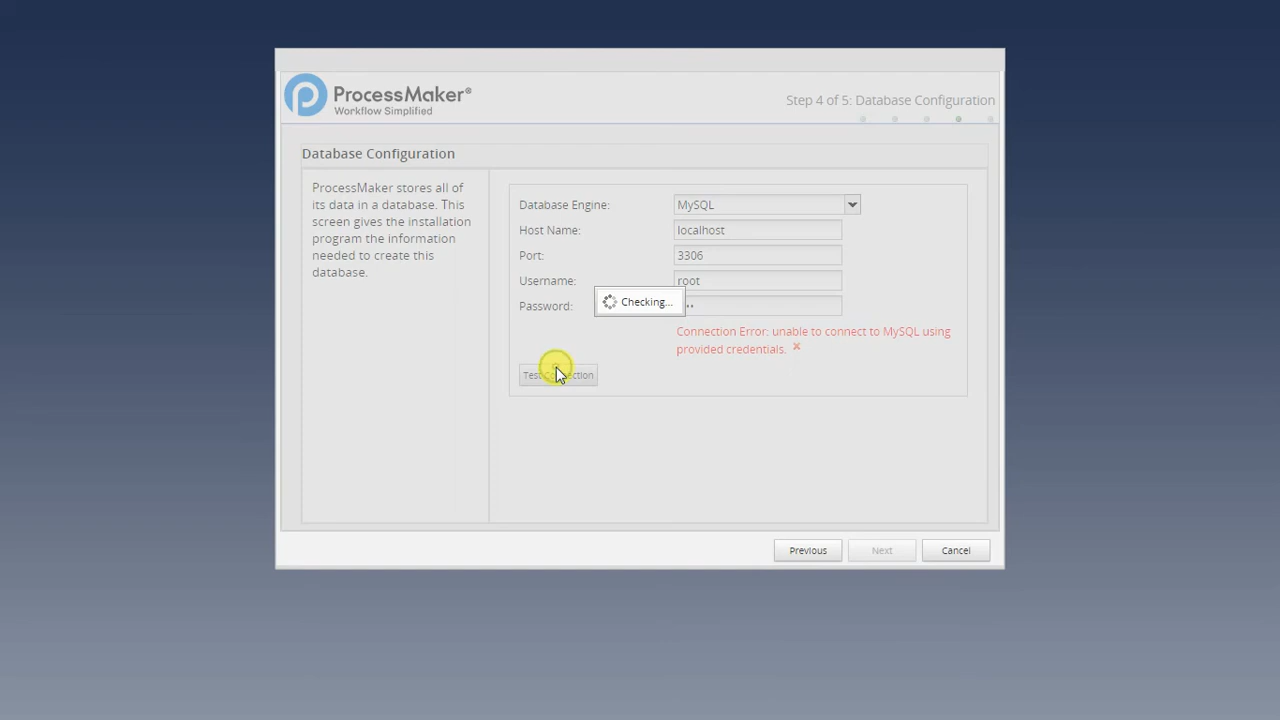 ProcessMaker®
Workflow Simplified
Step 4 of 5: Database Configuration
Database Configuration
ProcessMaker stores all of
its data in a database. This
screen gives the installation
program the information
needed to create this
database.
Database Engine: MySQL
Host Name: localhost
Port: 3306
Username: root
Password:
Checking...
Connection Error: unable to connect to MySQL using
provided credentials.
Test Connection
Previous Next Cancel